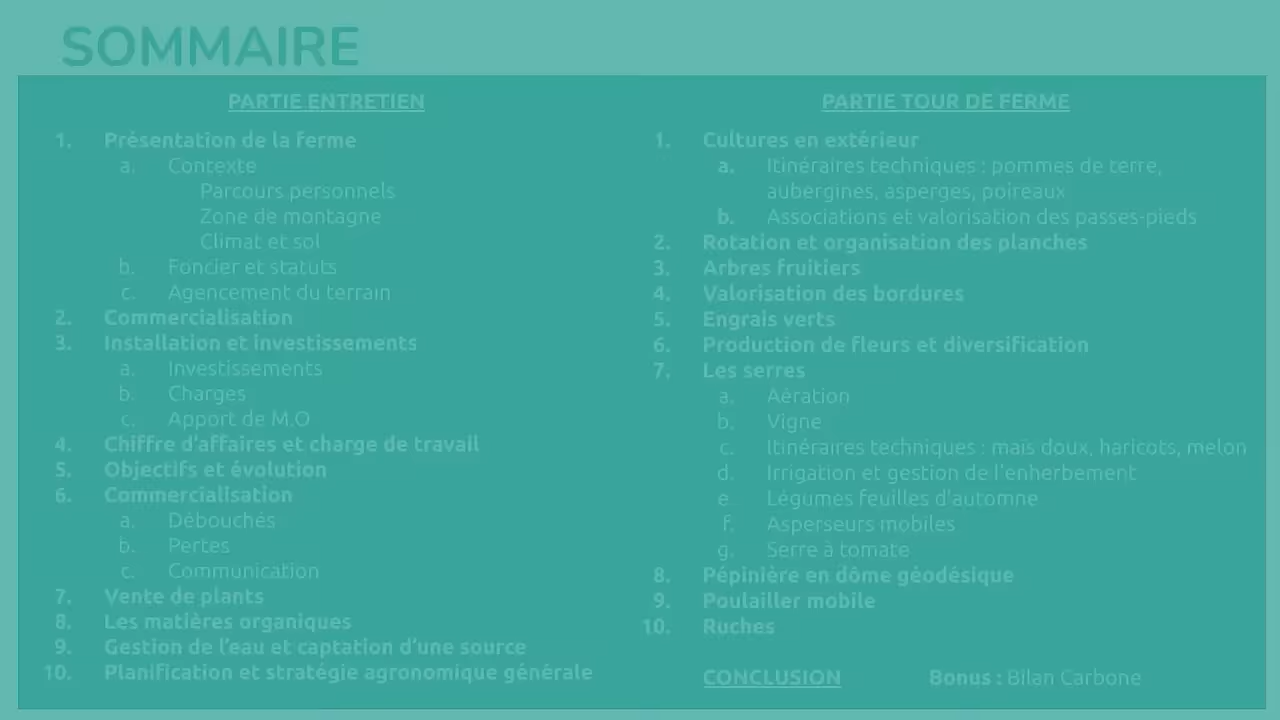 SOMMAIRE
PARTIE ENTRETIEN
1. Présentation de la ferme
a. Contexte
Parcours personnels
Zone de montagne
Climat et sol
b. Foncier et statuts
c. Agencement du terrain
2. Commercialisation
3. Installation et investissements
a. Investissements
b. Charges
c. Apport de M.O
4. Chiffre d'affaires et charge de travail
5. Objectifs et évolution
6. Commercialisation
a. Débouchés
b. Pertes
c. Communication
7. Vente de plants
8. Les matières organiques
9. Gestion de l'eau et captation d'une source
10. Planification et stratégie agronomique générale
PARTIE TOUR DE FERME
1. Cultures en extérieur
a. Itinéraires techniques : pommes de terre,
aubergines, asperges, poireaux
b. Associations et valorisation des passes-pieds
2. Rotation et organisation des planches
3. Arbres fruitiers
4. Valorisation des bordures
5. Engrais verts
6. Production de fleurs et diversification
7. Les serres
a. Aération
b. Vigne
c. Itinéraires techniques : maïs doux, haricots, melon
d. Irrigation et gestion de l'enherbement
e. Légumes feuilles d'automne
f. Asperseurs mobiles
g. Serre à tomate
8. Pépinière en dôme géodésique
9. Poulailler mobile
10. Ruches
CONCLUSION
Bonus : Bilan Carbone